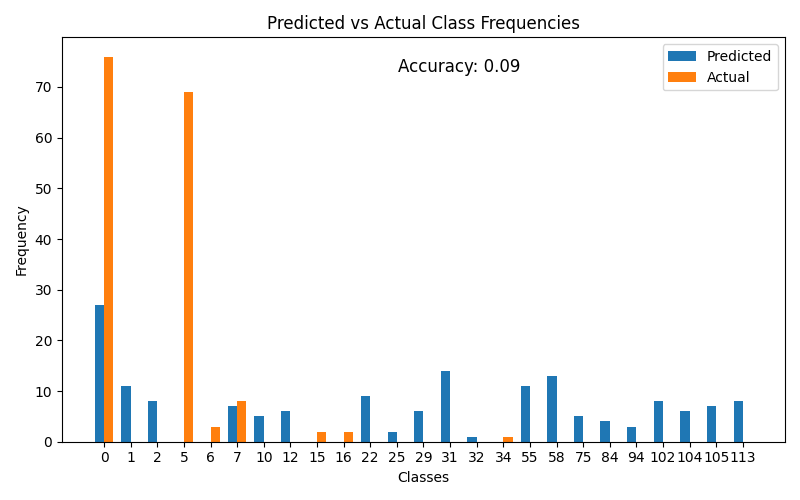 Predicted vs Actual Class Frequencies
Accuracy: 0.09
Predicted
Actual
Frequency
70
60
50
40
30
20
10
0
0 1 2 5 6 7 10 12 15 16 22 25 29 31 32 34 55 58 75 84 94 102 104 105 113
Classes